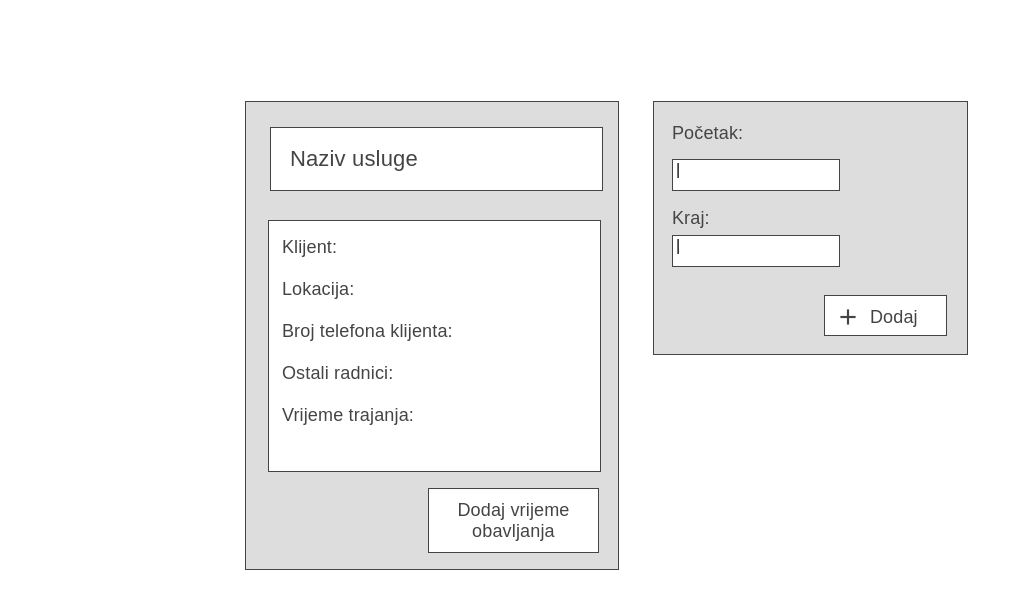 Naziv usluge
Klijent:
Lokacija:
Broj telefona klijenta:
Ostali radnici:
Vrijeme trajanja:
Dodaj vrijeme
obavljanja
Početak:
Kraj:
Dodaj